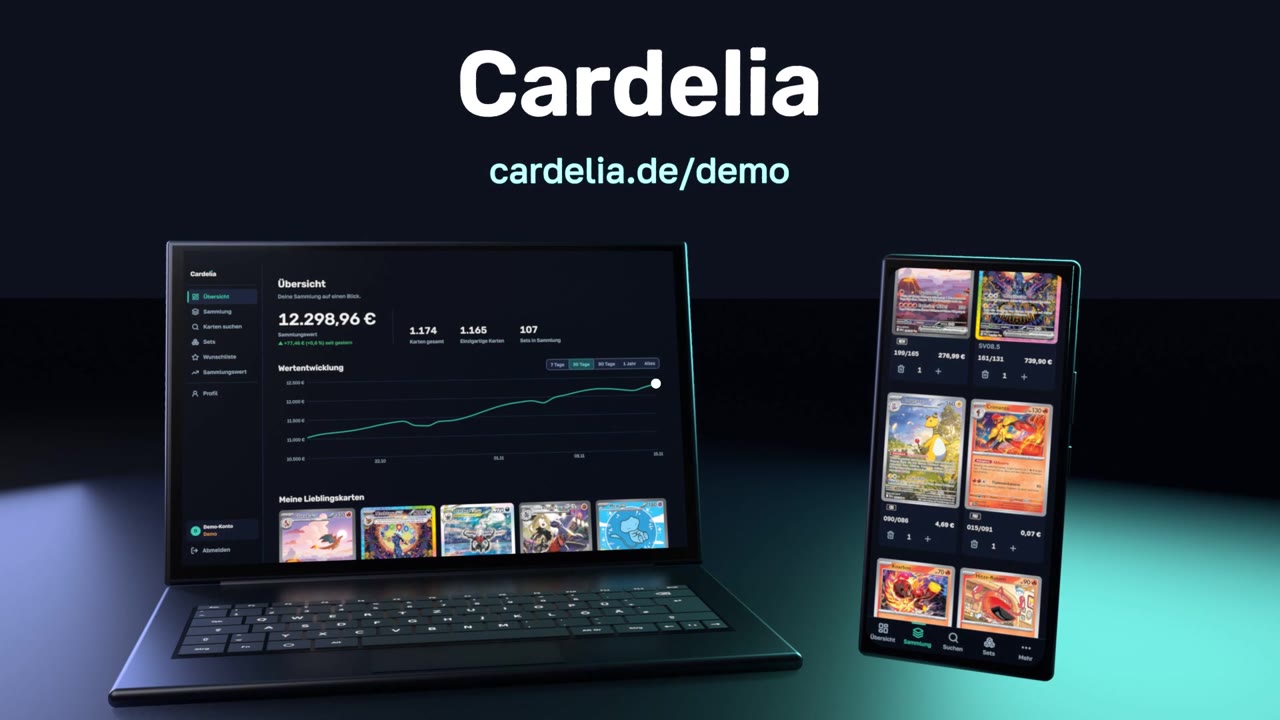 Cardelia
cardelia.de/demo
Cardelia
Übersicht
Sammlung
Karten suchen
Sets
Wunschliste
Sammlungswert
Profil
Demo-Konto
Demo
Abmelden
Übersicht
Deine Sammlung auf einen Blick.
12.298,96 €
Sammlungswert
1.174
Karten gesamt
1.165
Einzigartige Karten
107
Sets in Sammlung
Wertentwicklung
7 Tage
30 Tage
90 Tage
1 Jahr
Alles
12.500 €
12.000 €
11.500 €
11.000 €
10.500 €
Meine Lieblingskarten
199/165
276,99 €
1
SV08.5
161/131
739,90 €
1
130
090/086
4,69 €
1
015/091
0,07 €
1
90
Übersicht
Sammlung
Suchen
Sets
Mehr